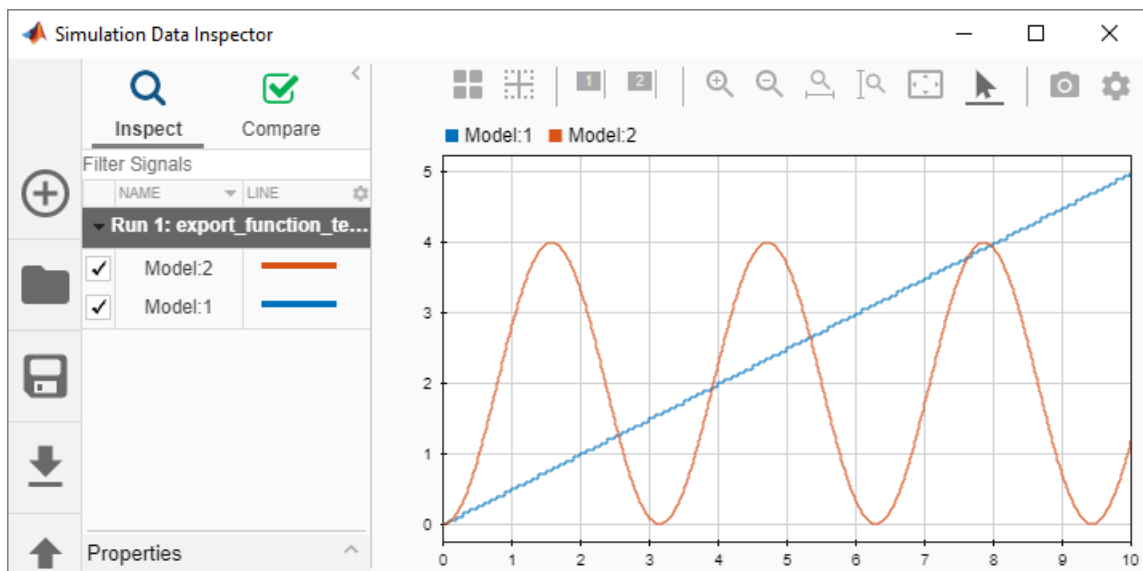 Simulation Data Inspector
Inspect Compare
Filter Signals
NAME LINE
Run 1: export_function_te...
Model:2
Model:1
Properties
1 2
Model:1 Model:2
5
4
3
2
1
0
0 1 2 3 4 5 6 7 8 9 10